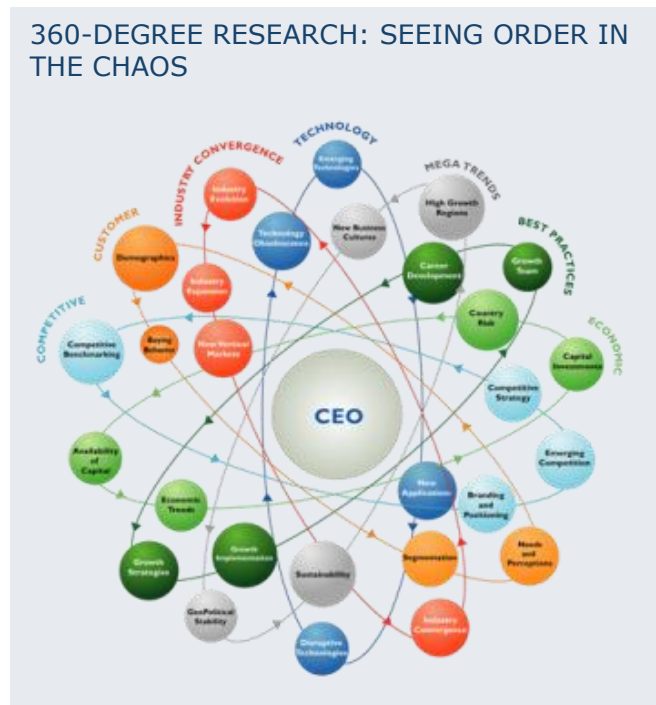 360-DEGREE RESEARCH: SEEING ORDER IN
THE CHAOS
TECHNOLOGY
INDUSTRY CONVERGENCE
MEGA TRENDS
CUSTOMER
BEST PRACTICES
COMPETITIVE
ECONOMIC
Emerging
Technologies
Industry
Evolution
High Growth
Regions
Technology
Obsolescence
New Business
Cultures
Demographics
Career
Development
Growth
Team
Industry
Expansion
Country
Risk
Competitive
Benchmarking
Buying
Behavior
New Vertical
Markets
Capital
Investments
Competitive
Strategy
CEO
Availability
of
Capital
Emerging
Competition
Economic
Trends
New
Applications
Branding
and
Positioning
Growth
Strategies
Growth
Implementation
Sustainability
Segmentation
Needs
and
Perceptions
GeoPolitical
Stability
Disruptive
Technologies
Industry
Convergence